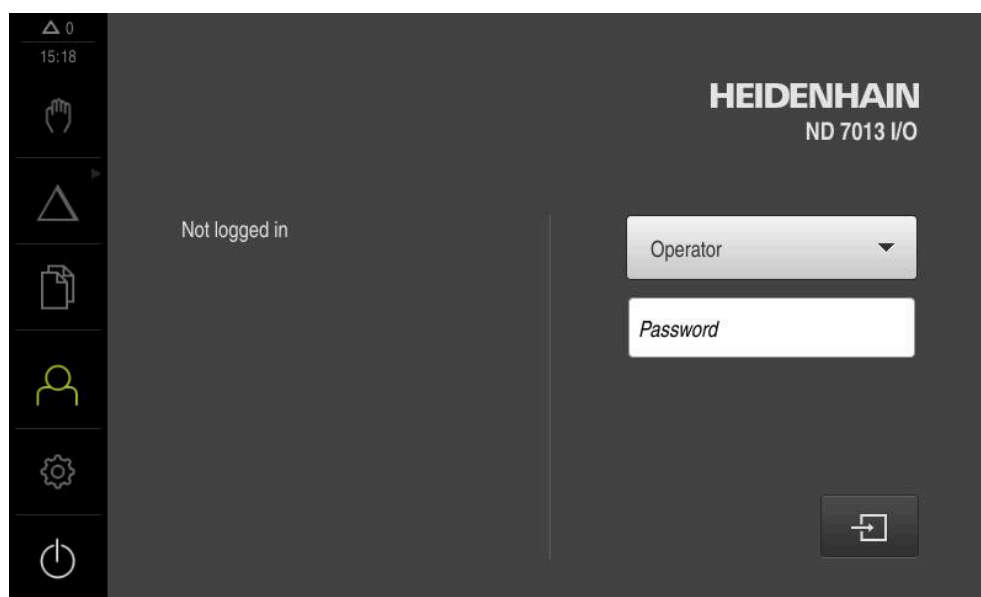 0
15:18
HEIDENHAIN
ND 7013 I/O
Not logged in
Operator
Password